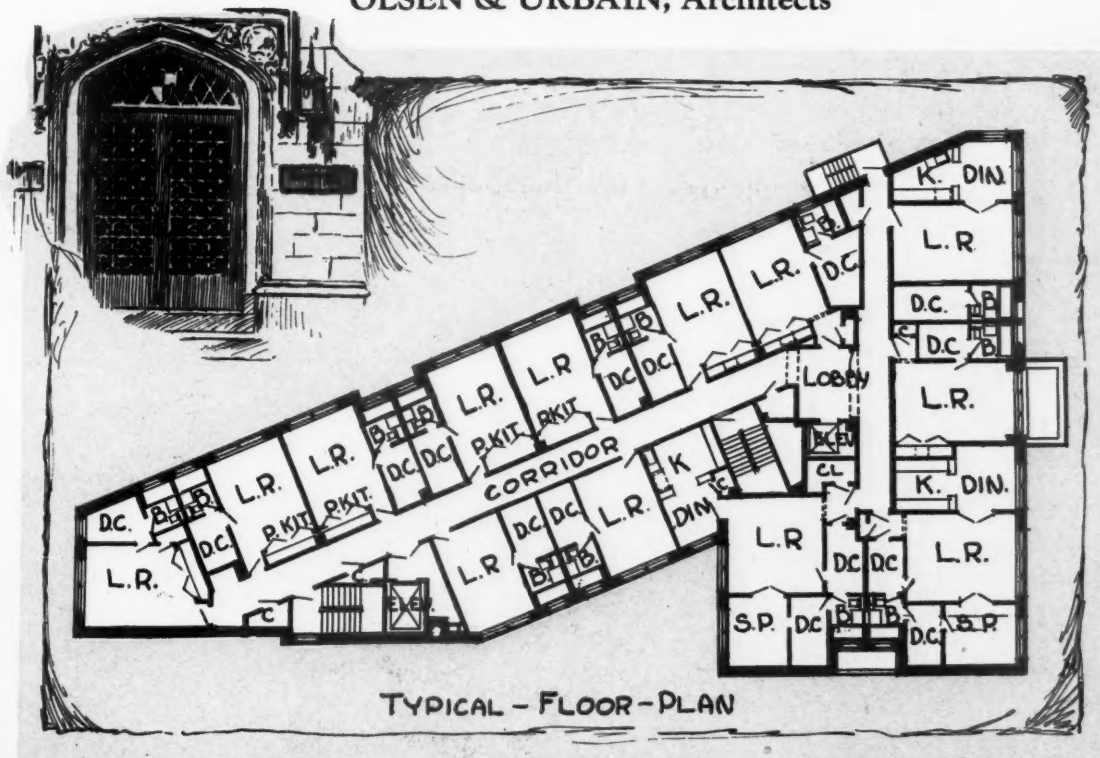 OLSEN & URBAIN, Architects
K. DIN.
B.
L.R.
L.R. D.C.
L.R.
D.C. B.
B. C. D.C. B.
L.R. B. D.C. LOBBY
B. D.C. L.R.
L.R. P.KIT.
B. B. P.KIT. ELEV.
L.R. D.C. D.C. CORRIDOR K CL
B. B. L.R. K. DIN.
D.C. P.KIT. C.
D.C. P.KIT. D.C. D.C. L.R. DIN
L.R. L.R D.C. D.C. L.R. L.R.
B. B.
C ELEV.
C S.P. D.C. B. B. D.C. S.P.
TYPICAL - FLOOR - PLAN